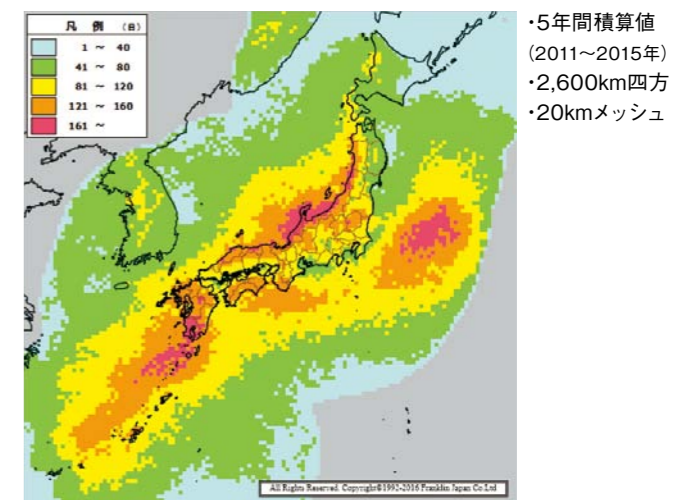 凡 例 (日)
1 ～ 40
41 ～ 80
81 ～ 120
121 ～ 160
161 ～
・5年間積算値
(2011～2015年)
・2,600km四方
・20kmメッシュ
All Rights Reserved. Copyright©1992-2016 Franklin Japan Co.Ltd